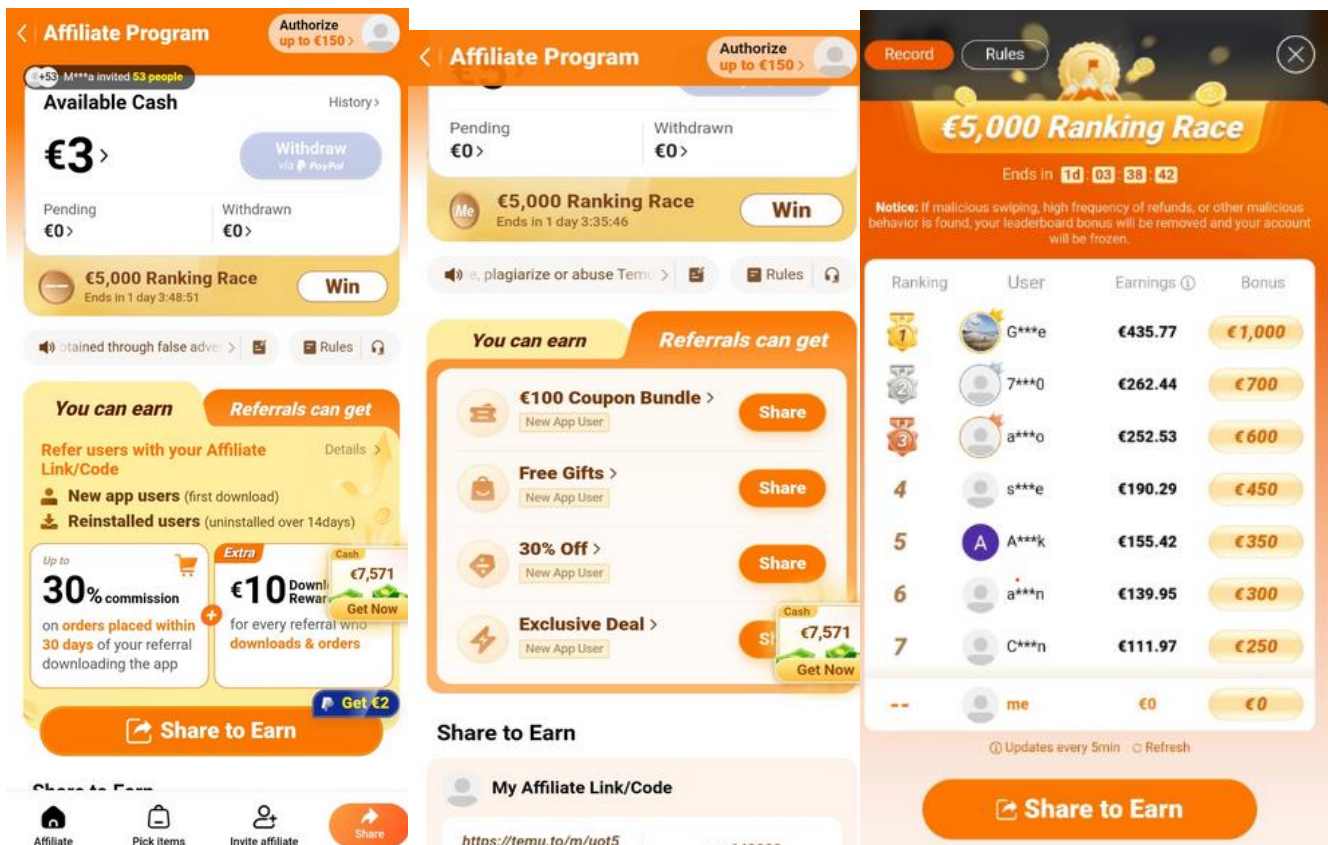 Affiliate Program
Authorize
up to €150 >
+53 M***a invited 53 people
Available Cash
History >
€3 >
Withdraw
via PayPal
Pending
Withdrawn
€0 >
€0 >
€5,000 Ranking Race
Ends in 1 day 3:48:51
Win
tained through false adve >
Rules
You can earn
Referrals can get
Refer users with your Affiliate
Link/Code
Details >
New app users (first download)
Reinstalled users (uninstalled over 14days)
Up to
30% commission
on orders placed within
30 days of your referral
downloading the app
Extra
€10 Downl
Rewar
for every referral who
downloads & orders
Cash
€7,571
Get Now
Get €2
Share to Earn
Affiliate
Pick items
Invite affiliate
Share
Affiliate Program
Authorize
up to €150 >
Pending
Withdrawn
€0 >
€0 >
Me
€5,000 Ranking Race
Ends in 1 day 3:35:46
Win
e, plagiarize or abuse Temu >
Rules
You can earn
Referrals can get
€100 Coupon Bundle >
New App User
Share
Free Gifts >
New App User
Share
30% Off >
New App User
Share
Exclusive Deal >
New App User
Cash
€7,571
Get Now
Share to Earn
My Affiliate Link/Code
https://temu.to/m/uot5
Record
Rules
€5,000 Ranking Race
Ends in 1d : 03 : 38 : 42
Notice: If malicious swiping, high frequency of refunds, or other malicious
behavior is found, your leaderboard bonus will be removed and your account
will be frozen.
Ranking User Earnings Bonus
1 G***e €435.77 €1,000
2 7***0 €262.44 €700
3 a***o €252.53 €600
4 s***e €190.29 €450
5 A A***k €155.42 €350
6 a***n €139.95 €300
7 C***n €111.97 €250
-- me €0 €0
Updates every 5min Refresh
Share to Earn